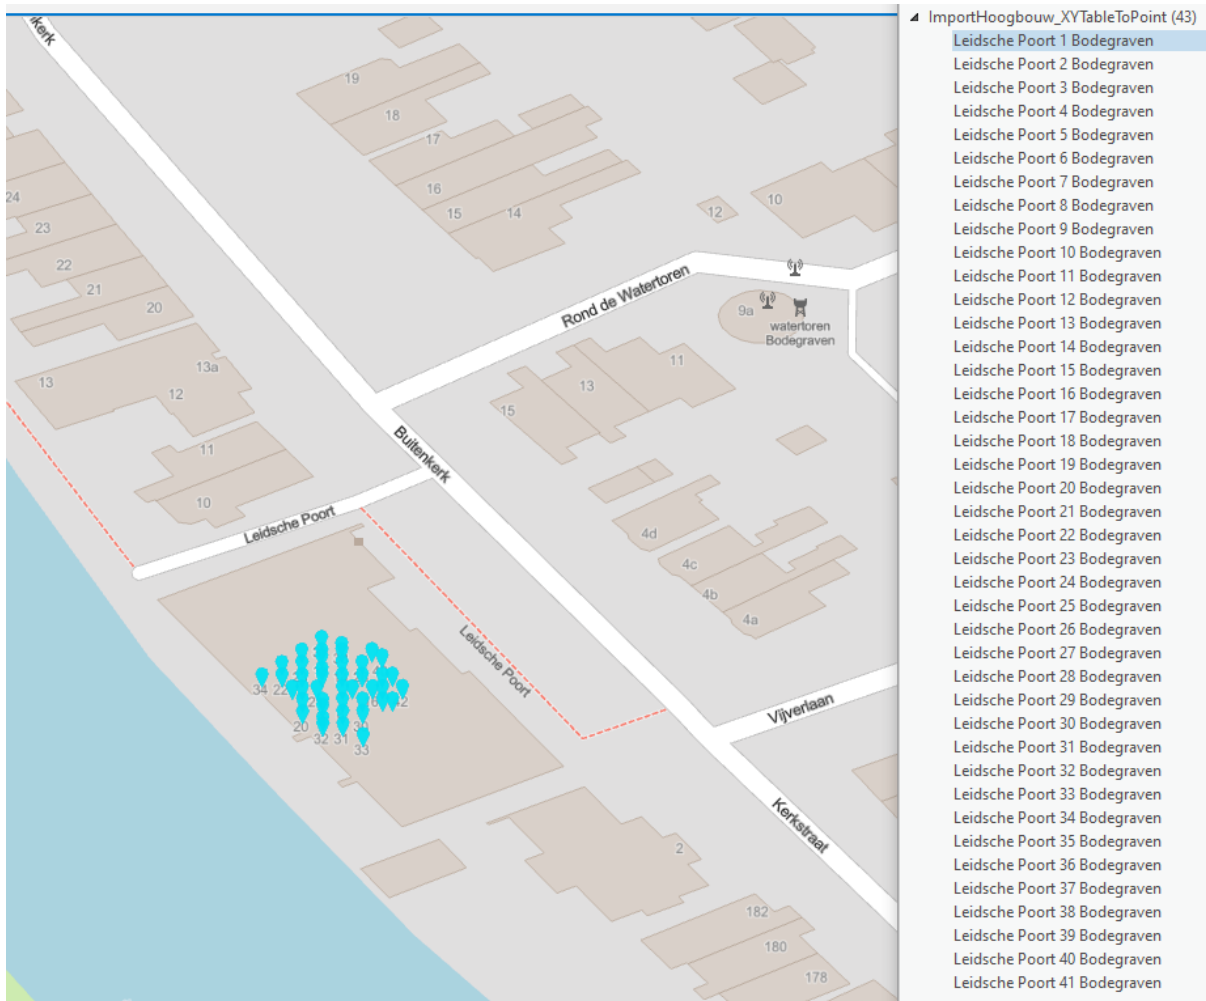 ikerk
19
18
17
16
15
14
12
10
24
23
22
21
20
Rond de Watertoren
9a
watertoren
Bodegraven
13a
13
12
11
13
15
11
10
Buitenkerk
Leidsche Poort
4d
4c
4b
4a
Leidsche Poort
34
22
20
32
31
33
Vijverlaan
Kerkstraat
2
182
180
178
ImportHoogbouw_XYTableToPoint (43)
Leidsche Poort 1 Bodegraven
Leidsche Poort 2 Bodegraven
Leidsche Poort 3 Bodegraven
Leidsche Poort 4 Bodegraven
Leidsche Poort 5 Bodegraven
Leidsche Poort 6 Bodegraven
Leidsche Poort 7 Bodegraven
Leidsche Poort 8 Bodegraven
Leidsche Poort 9 Bodegraven
Leidsche Poort 10 Bodegraven
Leidsche Poort 11 Bodegraven
Leidsche Poort 12 Bodegraven
Leidsche Poort 13 Bodegraven
Leidsche Poort 14 Bodegraven
Leidsche Poort 15 Bodegraven
Leidsche Poort 16 Bodegraven
Leidsche Poort 17 Bodegraven
Leidsche Poort 18 Bodegraven
Leidsche Poort 19 Bodegraven
Leidsche Poort 20 Bodegraven
Leidsche Poort 21 Bodegraven
Leidsche Poort 22 Bodegraven
Leidsche Poort 23 Bodegraven
Leidsche Poort 24 Bodegraven
Leidsche Poort 25 Bodegraven
Leidsche Poort 26 Bodegraven
Leidsche Poort 27 Bodegraven
Leidsche Poort 28 Bodegraven
Leidsche Poort 29 Bodegraven
Leidsche Poort 30 Bodegraven
Leidsche Poort 31 Bodegraven
Leidsche Poort 32 Bodegraven
Leidsche Poort 33 Bodegraven
Leidsche Poort 34 Bodegraven
Leidsche Poort 35 Bodegraven
Leidsche Poort 36 Bodegraven
Leidsche Poort 37 Bodegraven
Leidsche Poort 38 Bodegraven
Leidsche Poort 39 Bodegraven
Leidsche Poort 40 Bodegraven
Leidsche Poort 41 Bodegraven